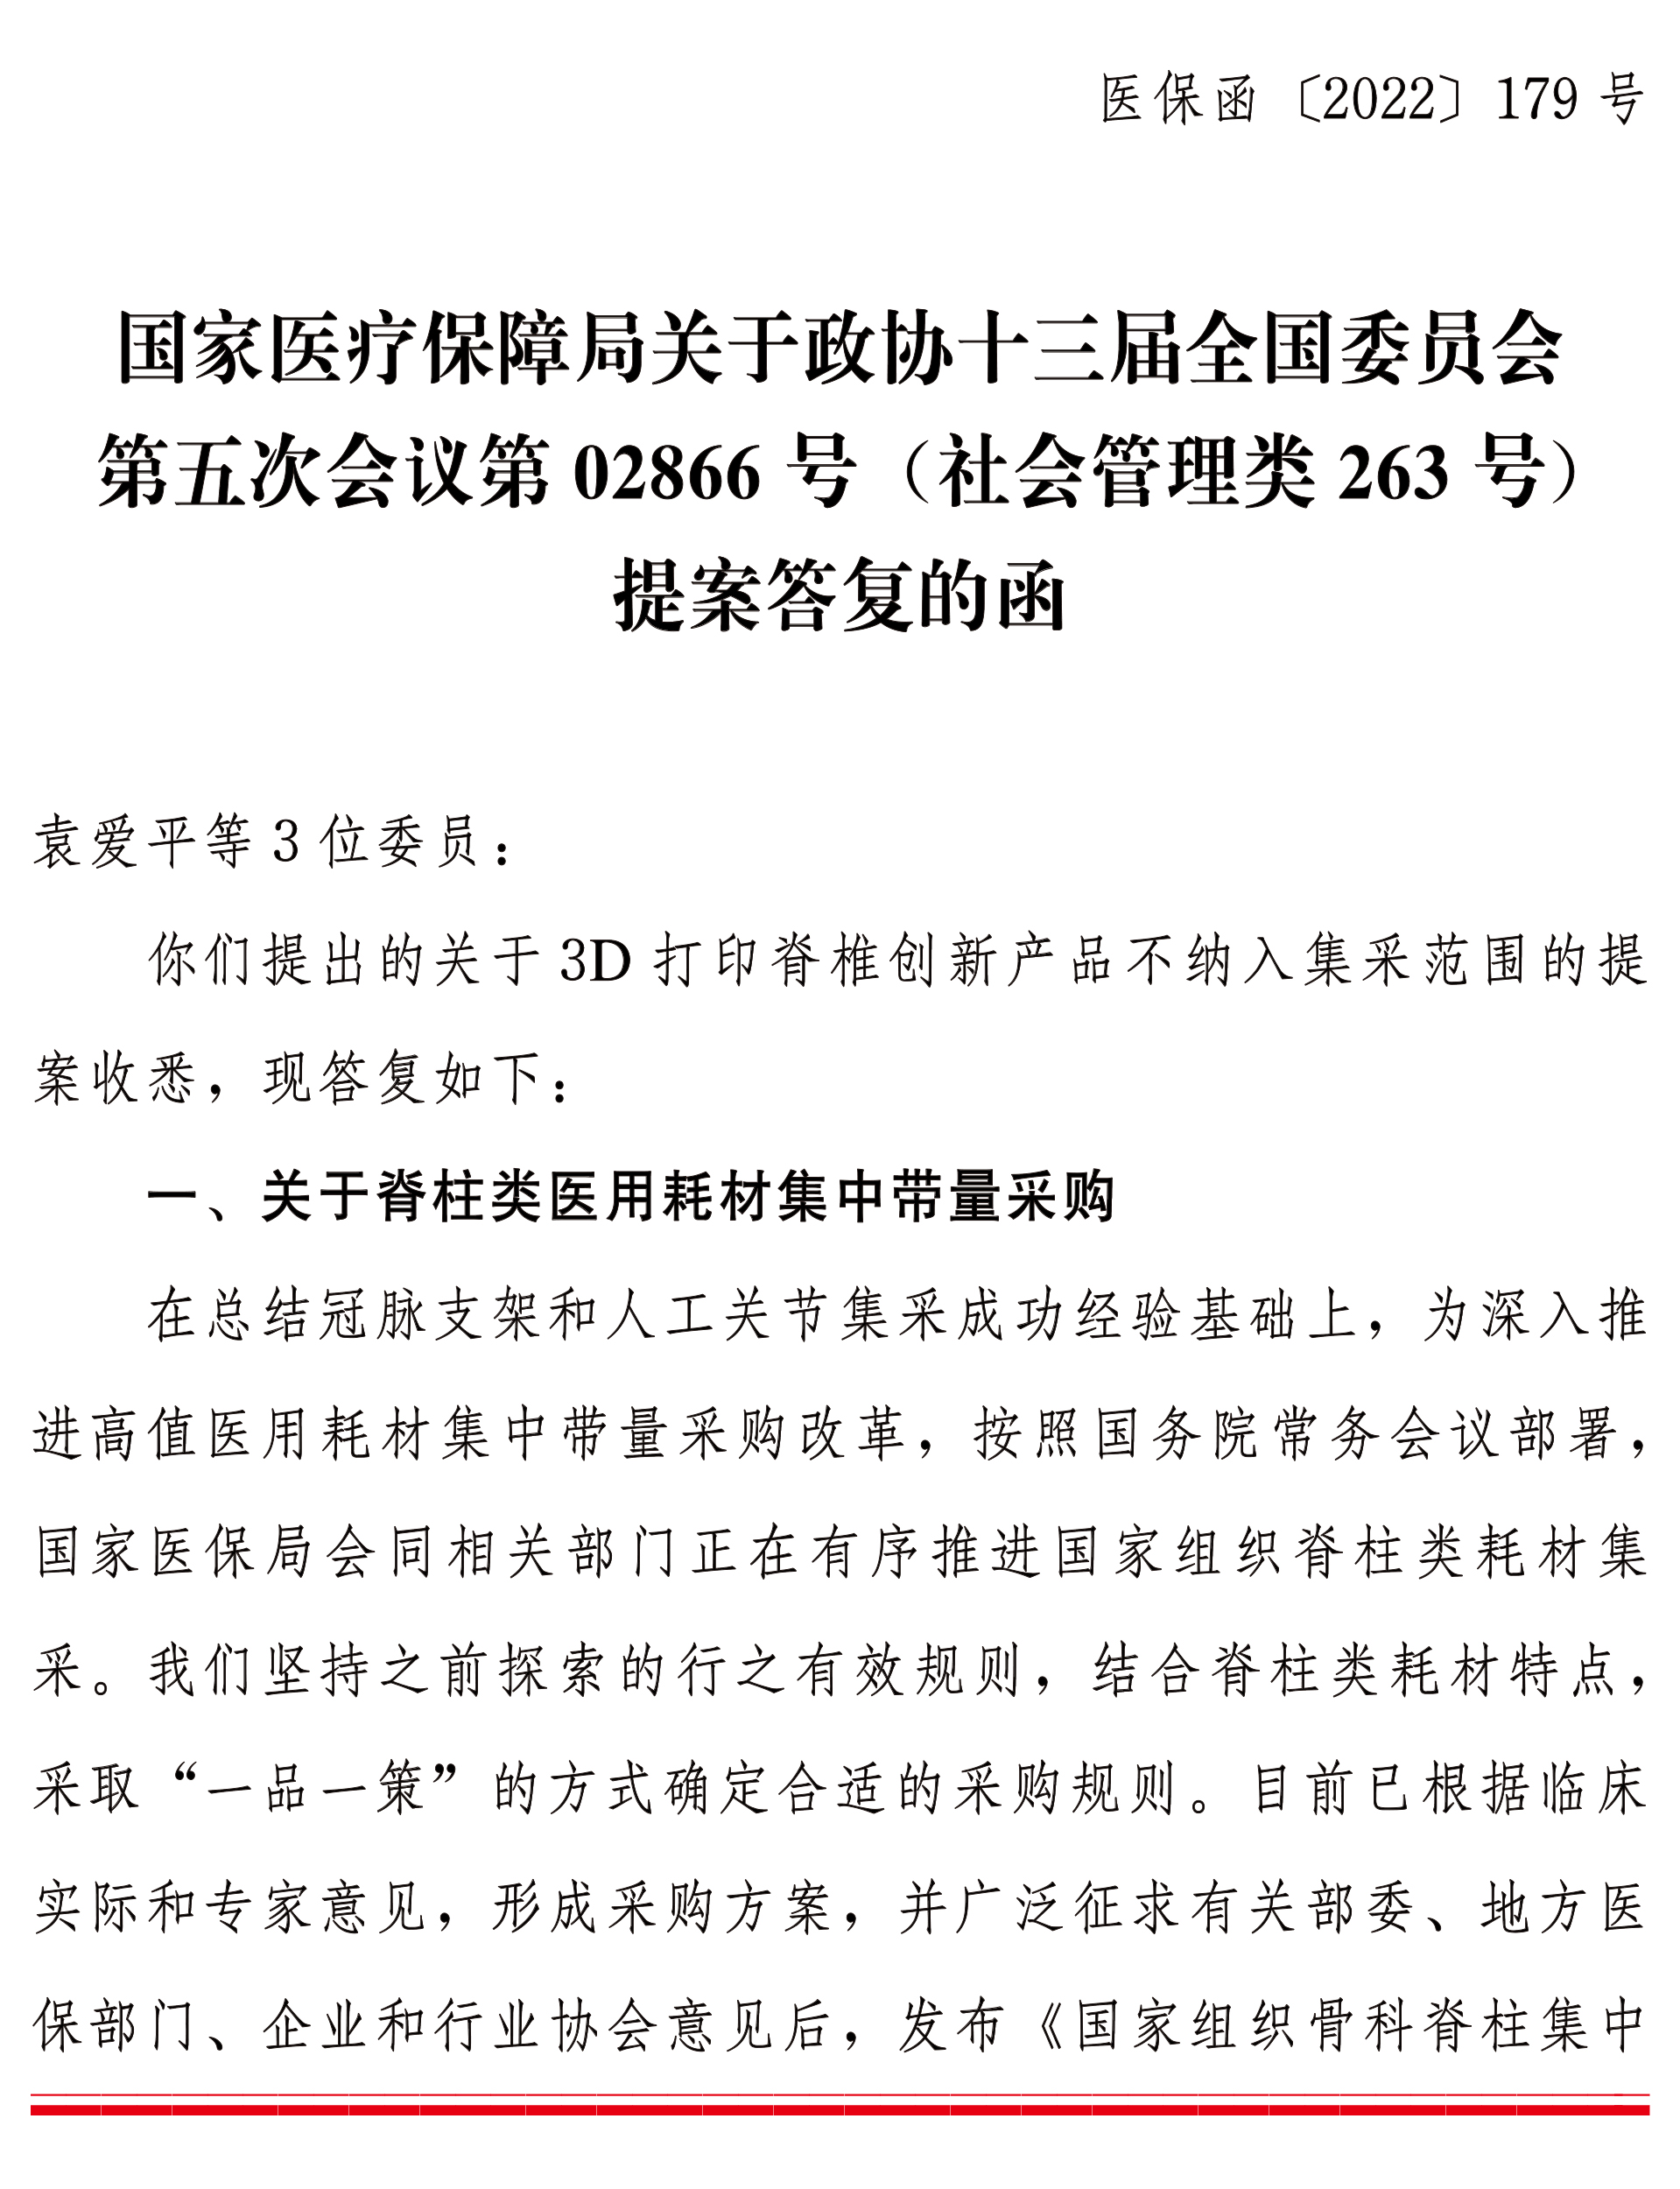 医保函〔2022〕179 号
国家医疗保障局关于政协十三届全国委员会
第五次会议第 02866 号（社会管理类 263 号）
提案答复的函
袁爱平等 3 位委员：
你们提出的关于 3D 打印脊椎创新产品不纳入集采范围的提
案收悉，现答复如下：
一、关于脊柱类医用耗材集中带量采购
在总结冠脉支架和人工关节集采成功经验基础上，为深入推
进高值医用耗材集中带量采购改革，按照国务院常务会议部署，
国家医保局会同相关部门正在有序推进国家组织脊柱类耗材集
采。我们坚持之前探索的行之有效规则，结合脊柱类耗材特点，
采取“一品一策”的方式确定合适的采购规则。目前已根据临床
实际和专家意见，形成采购方案，并广泛征求有关部委、地方医
保部门、企业和行业协会意见后，发布《国家组织骨科脊柱集中